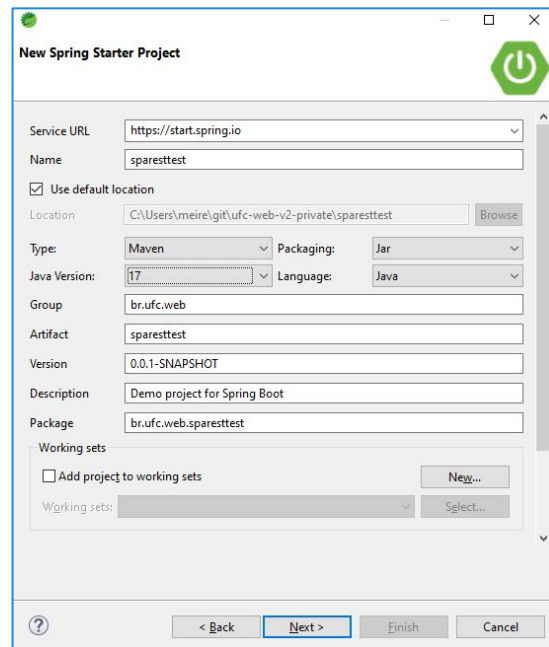 New Spring Starter Project
Service URL https://start.spring.io
Name sparesttest
Use default location
Location C:\Users\meire\git\ufc-web-v2-private\sparesttest Browse
Type: Maven Packaging: Jar
Java Version: 17 Language: Java
Group br.ufc.web
Artifact sparesttest
Version 0.0.1-SNAPSHOT
Description Demo project for Spring Boot
Package br.ufc.web.sparesttest
Working sets
Add project to working sets New...
Working sets: Select...
? < Back Next > Finish Cancel